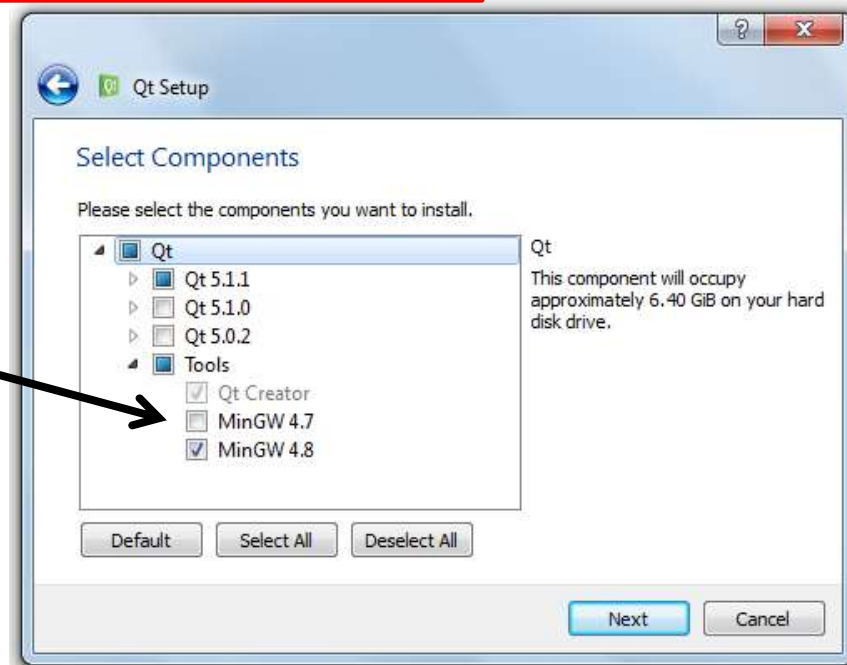 Qt Setup
Select Components
Please select the components you want to install.
Qt
Qt 5.1.1
Qt 5.1.0
Qt 5.0.2
Tools
Qt Creator
MinGW 4.7
MinGW 4.8
Qt
This component will occupy
approximately 6.40 GiB on your hard
disk drive.
Default Select All Deselect All
Next Cancel